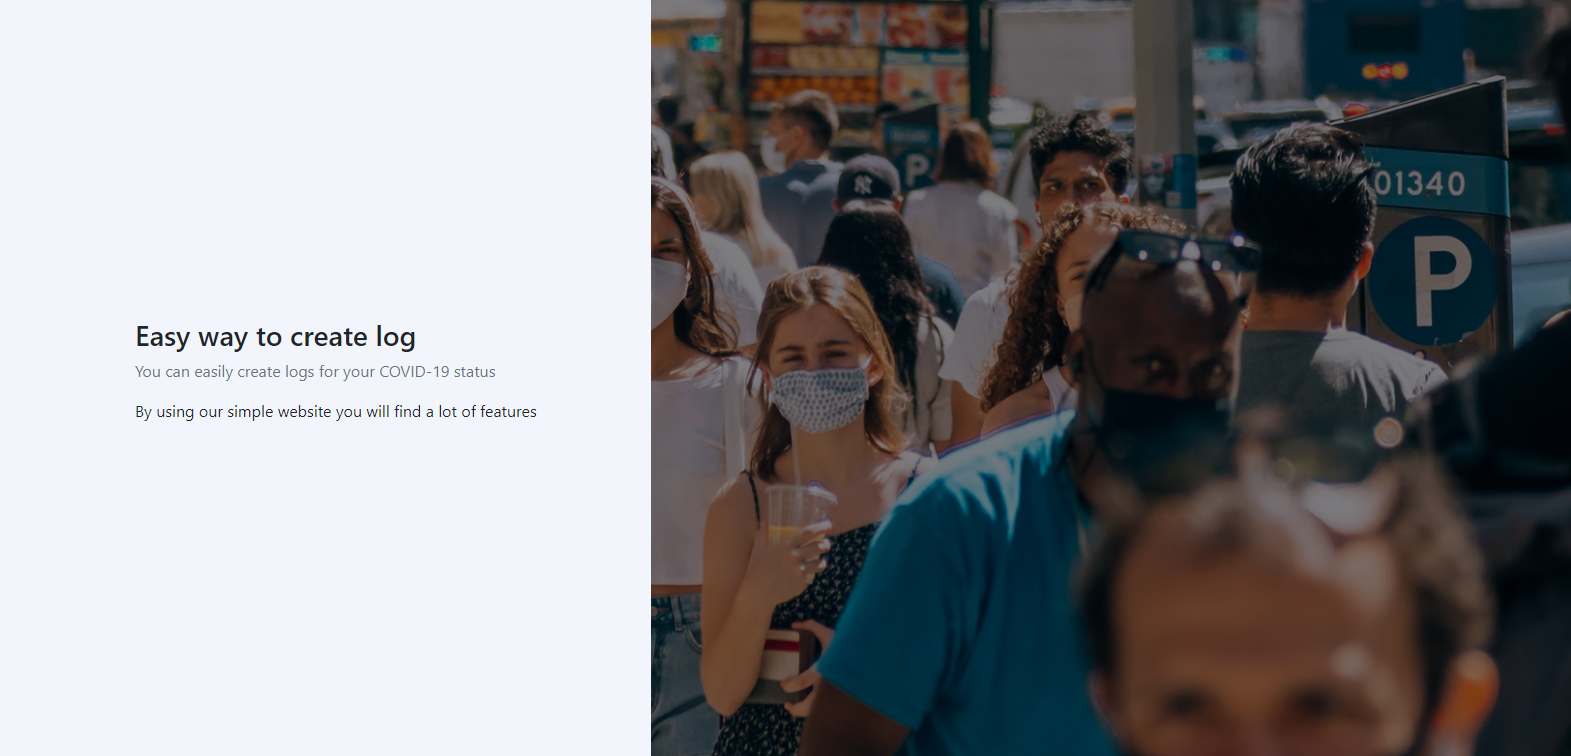 Easy way to create log
You can easily create logs for your COVID-19 status
By using our simple website you will find a lot of features
P
NY
01340
P